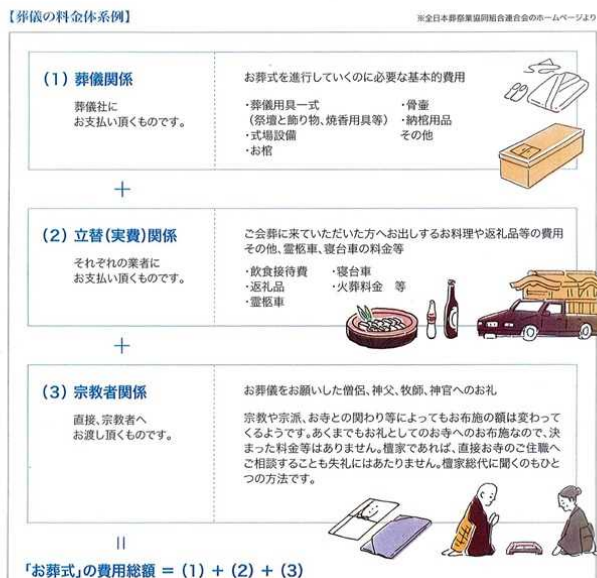 【葬儀の料金体系例】
※全日本葬祭業協同組合連合会のホームページより
(1) 葬儀関係
葬儀社に
お支払い頂くものです。
お葬式を進行していくのに必要な基本的費用
・葬儀用具一式
(祭壇と飾り物、焼香用具等)
・式場設備
・お棺
・骨壷
・納棺用品
その他
+
(2) 立替(実費)関係
それぞれの業者に
お支払い頂くものです。
ご会葬に来ていただいた方へお出しするお料理や返礼品等の費用
その他、霊柩車、寝台車の料金等
・飲食接待費
・返礼品
・霊柩車
・寝台車
・火葬料金 等
+
(3) 宗教者関係
直接、宗教者へ
お渡し頂くものです。
お葬儀をお願いした僧侶、神父、牧師、神官へのお礼
宗教や宗派、お寺との関わり等によってもお布施の額は変わって
くるようです。あくまでもお礼としてのお寺へのお布施なので、決
まった料金等はありません。檀家であれば、直接お寺のご住職へ
ご相談することも失礼にはあたりません。檀家総代に聞くのもひと
つの方法です。
||
「お葬式」の費用総額 = (1) + (2) + (3)